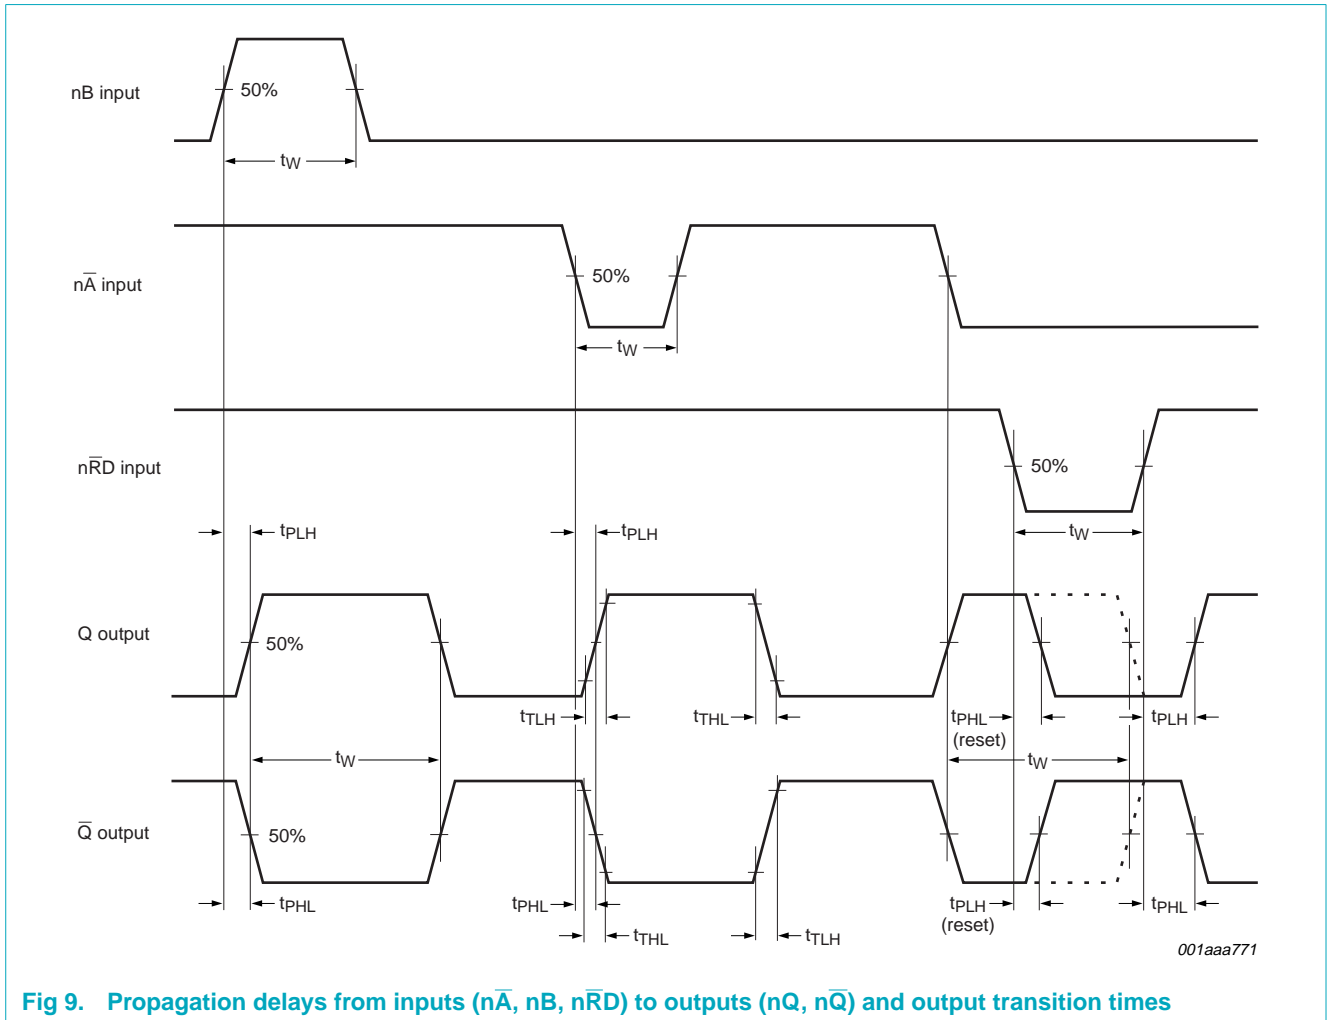 nB input
50%
tW
nA̅ input
50%
tW
nR̅D input
50%
tPLH
tPLH
tW
Q output
50%
tTLH
tTHL
tPHL
(reset)
tPLH
tW
tW
Q̅ output
50%
tPHL
tPHL
tTHL
tTLH
tPLH
(reset)
tPHL
001aaa771
Fig 9. Propagation delays from inputs (nA̅, nB, nR̅D) to outputs (nQ, nQ̅) and output transition times